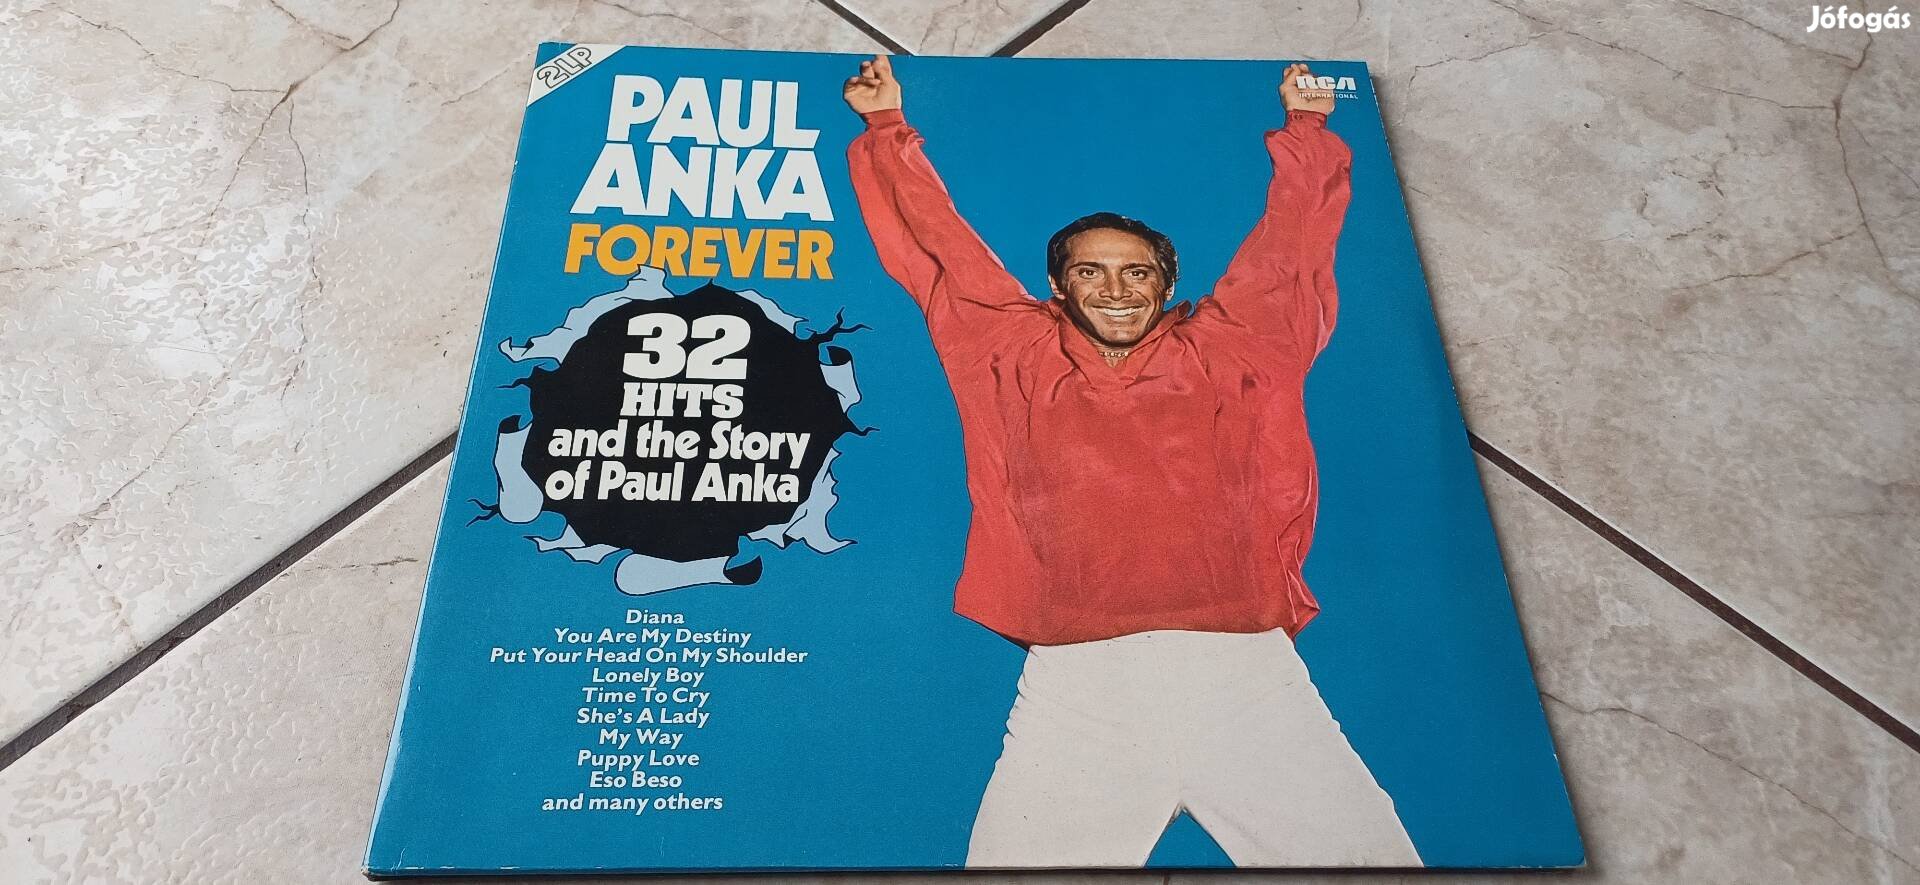 Jófogás
2LP
PAUL
ANKA
FOREVER
RCA
INTERNATIONAL
32
HITS
and the Story
of Paul Anka
Diana
You Are My Destiny
Put Your Head On My Shoulder
Lonely Boy
Time To Cry
She's A Lady
My Way
Puppy Love
Eso Beso
and many others